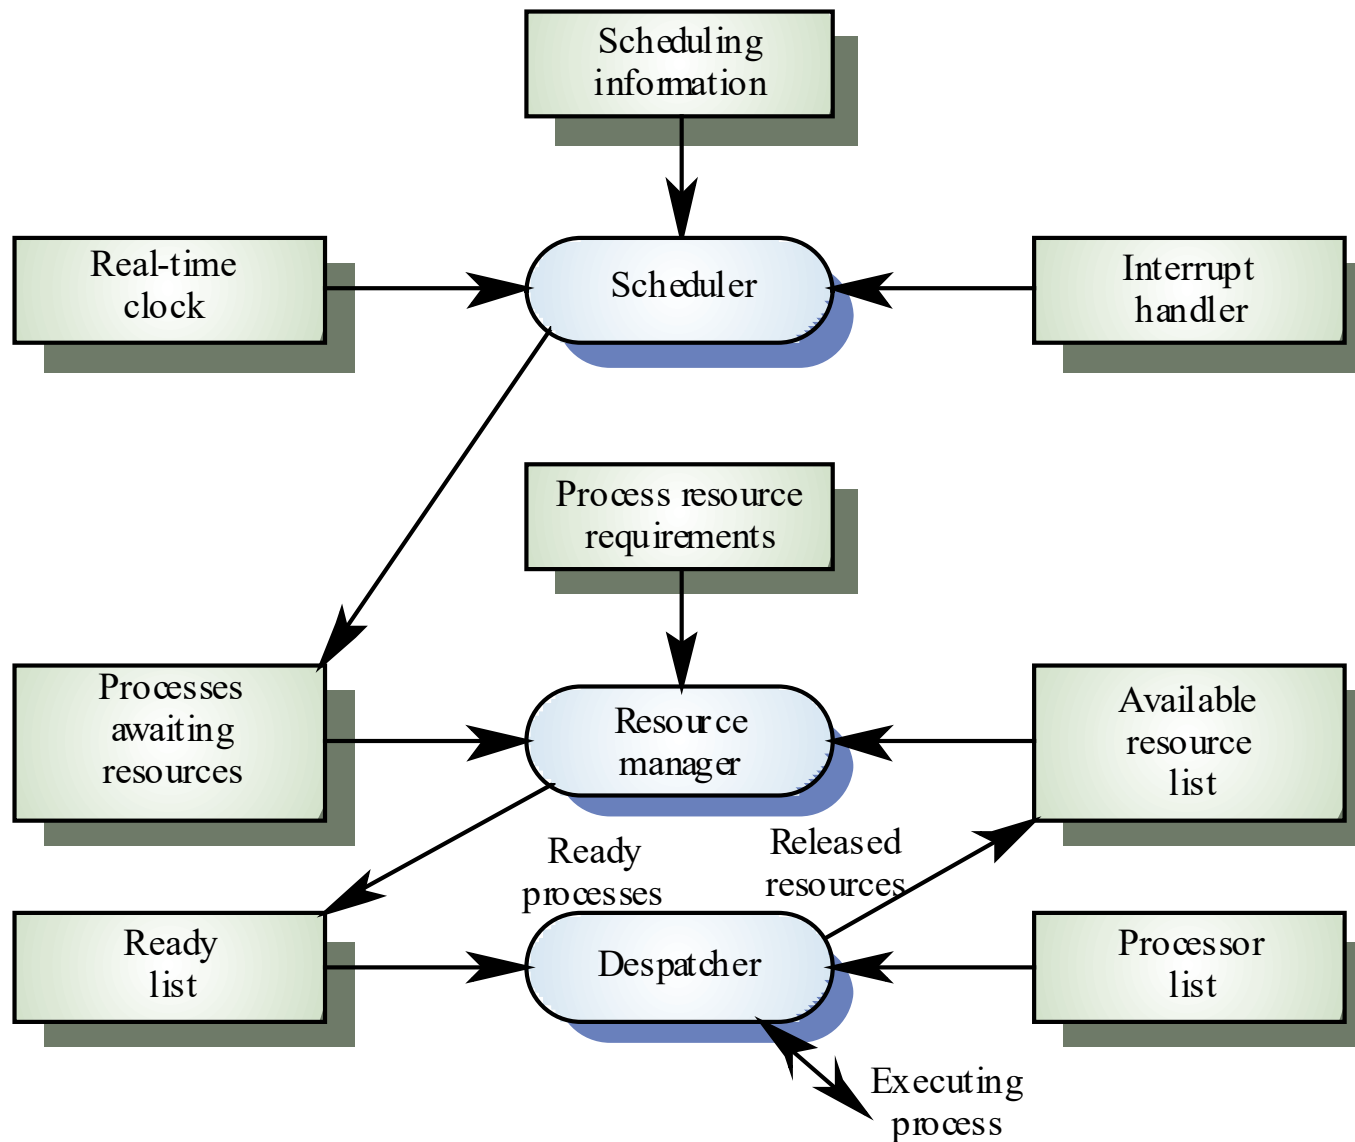 Scheduling
information
Real-time
clock
Scheduler
Interrupt
handler
Process resource
requirements
Processes
awaiting
resources
Resource
manager
Available
resource
list
Ready
processes
Released
resources
Ready
list
Despatcher
Processor
list
Executing
process